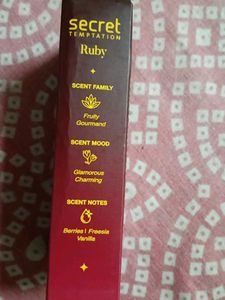 secret
TEMPTATION
Ruby
SCENT FAMILY
Fruity
Gourmand
SCENT MOOD
Glamorous
Charming
SCENT NOTES
Berries | Freesia
Vanilla